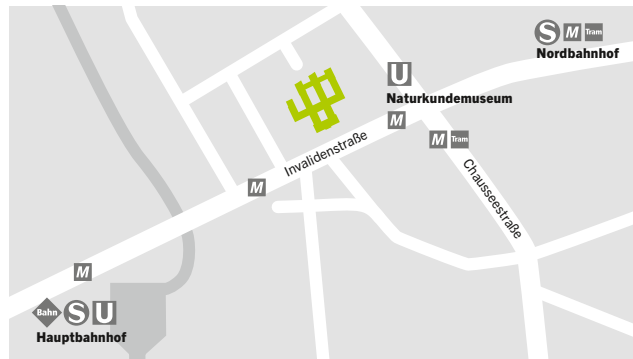 S M Tram
Nordbahnhof
U
Naturkundemuseum
M
M Tram
Invalidenstraße
Chausseestraße
M
M
Bahn S U
Hauptbahnhof